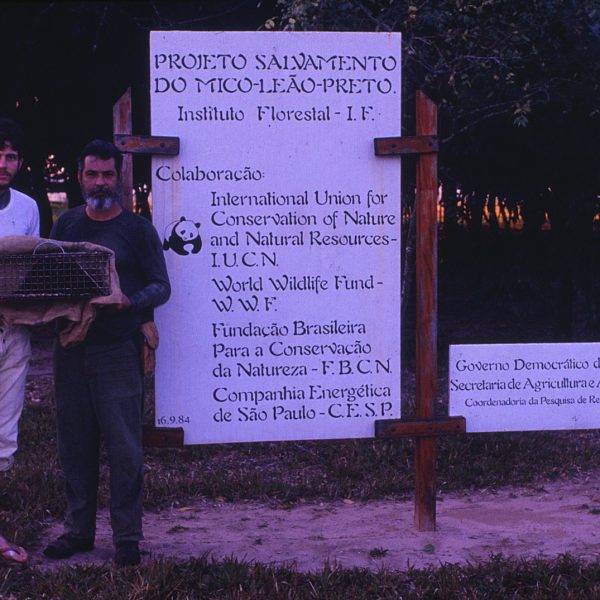 PROJETO SALVAMENTO
DO MICO-LEÃO-PRETO.
Instituto Florestal - I.F.
Colaboração:
International Union for
Conservation of Nature
and Natural Resources-
I.U.C.N.
World Wildlife Fund-
W.W.F.
Fundação Brasileira
Para a Conservação
da Natureza - F.B.C.N.
Companhia Energética
de São Paulo - C.E.S.P.
16.9.84
Governo Democrático d
Secretaria de Agricultura e A
Coordenadoria da Pesquisa de Re